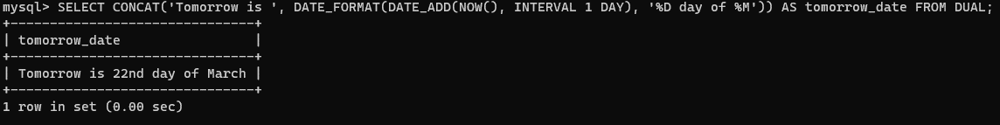 mysql> SELECT CONCAT('Tomorrow is ', DATE_FORMAT(DATE_ADD(NOW(), INTERVAL 1 DAY), '%D day of %M')) AS tomorrow_date FROM DUAL;
+------------------------------+
| tomorrow_date                |
+------------------------------+
| Tomorrow is 22nd day of March |
+------------------------------+
1 row in set (0.00 sec)